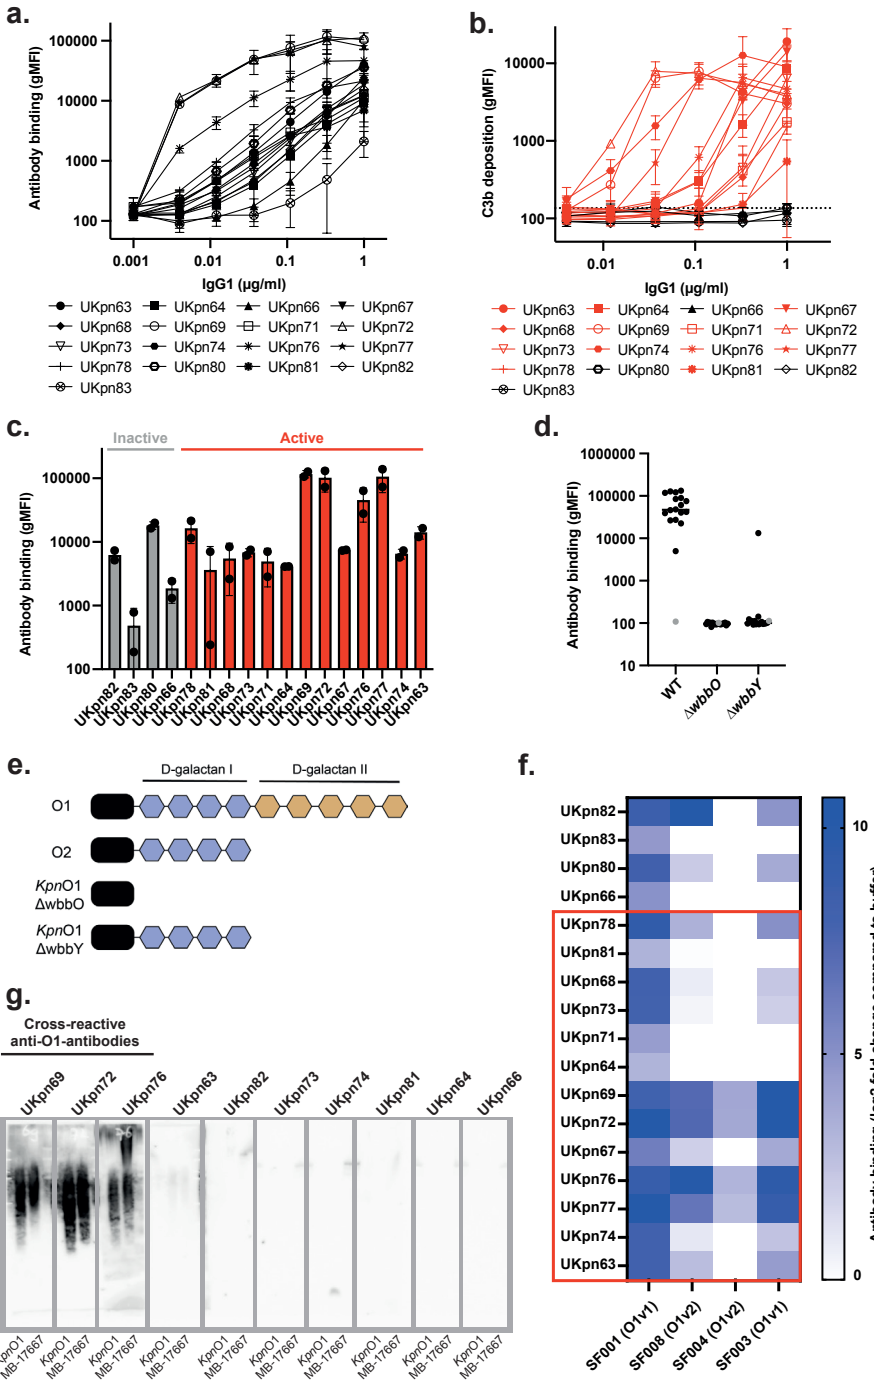 a.
Antibody binding (gMFI)
100000
10000
1000
100
0.001
0.01
0.1
1
IgG1 (µg/ml)
UKpn63 UKpn64 UKpn66 UKpn67
UKpn68 UKpn69 UKpn71 UKpn72
UKpn73 UKpn74 UKpn76 UKpn77
UKpn78 UKpn80 UKpn81 UKpn82
UKpn83
b.
C3b deposition (gMFI)
10000
1000
100
0.01
0.1
1
IgG1 (µg/ml)
UKpn63 UKpn64 UKpn66 UKpn67
UKpn68 UKpn69 UKpn71 UKpn72
UKpn73 UKpn74 UKpn76 UKpn77
UKpn78 UKpn80 UKpn81 UKpn82
UKpn83
c.
Inactive Active
Antibody binding (gMFI)
100000
10000
1000
100
UKpn82
UKpn83
UKpn80
UKpn66
UKpn78
UKpn81
UKpn68
UKpn73
UKpn71
UKpn64
UKpn69
UKpn72
UKpn67
UKpn76
UKpn77
UKpn74
UKpn63
d.
Antibody binding (gMFI)
1000000
100000
10000
1000
100
10
WT
ΔwbbO
ΔwbbY
e.
D-galactan I D-galactan II
O1
O2
KpnO1
ΔwbbO
KpnO1
ΔwbbY
f.
UKpn82
UKpn83
UKpn80
UKpn66
UKpn78
UKpn81
UKpn68
UKpn73
UKpn71
UKpn64
UKpn69
UKpn72
UKpn67
UKpn76
UKpn77
UKpn74
UKpn63
SF001 (O1v1)
SF008 (O1v2)
SF004 (O1v2)
SF003 (O1v1)
10
5
0
g.
Cross-reactive
anti-O1-antibodies
UKpn69
UKpn72
UKpn76
UKpn63
UKpn82
UKpn73
UKpn74
UKpn81
UKpn64
UKpn66
MB-17667
KpnO1
MB-17667
KpnO1
MB-17667
KpnO1
MB-17667
KpnO1
MB-17667
KpnO1
MB-17667
KpnO1
MB-17667
KpnO1
MB-17667
KpnO1
MB-17667
KpnO1
MB-17667